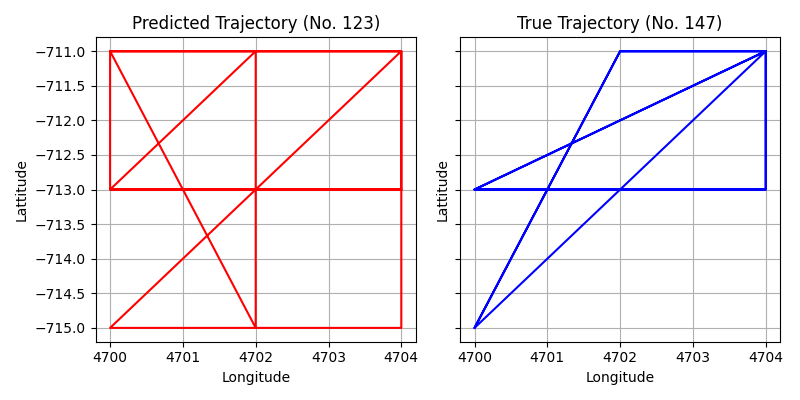 Predicted Trajectory (No. 123)
True Trajectory (No. 147)
−711.0
−711.5
−712.0
−712.5
−713.0
−713.5
−714.0
−714.5
−715.0
Lattitude
Lattitude
4700 4701 4702 4703 4704
4700 4701 4702 4703 4704
Longitude
Longitude